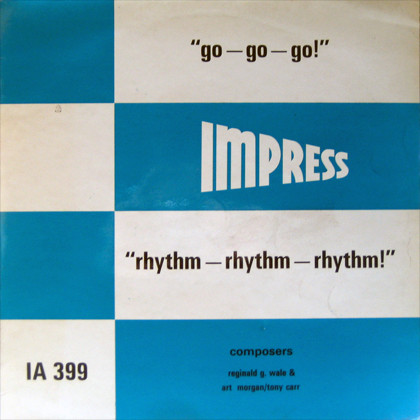 "go – go – go!"
IMPRESS
"rhythm – rhythm – rhythm!"
composers
reginald g. wale &
art morgan/tony carr
IA 399